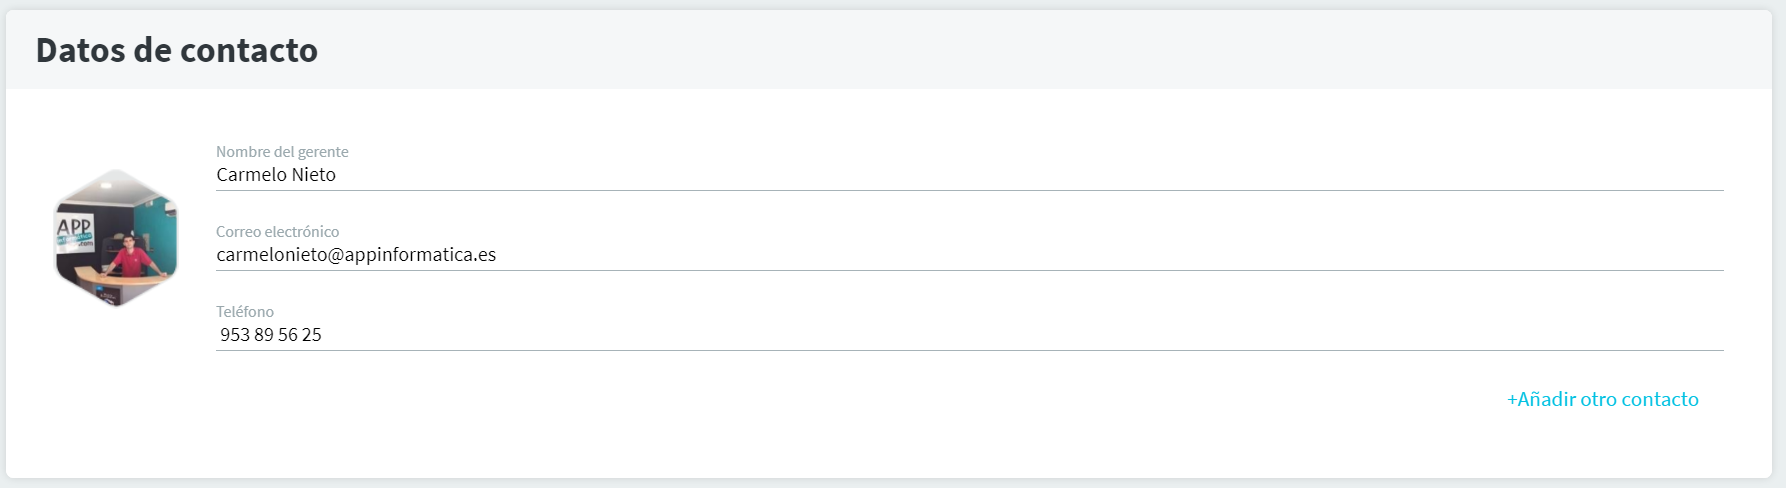 Datos de contacto
Nombre del gerente
Carmelo Nieto
Correo electrónico
carmelonieto@appinformatica.es
Teléfono
953 89 56 25
+Añadir otro contacto
APP
.com